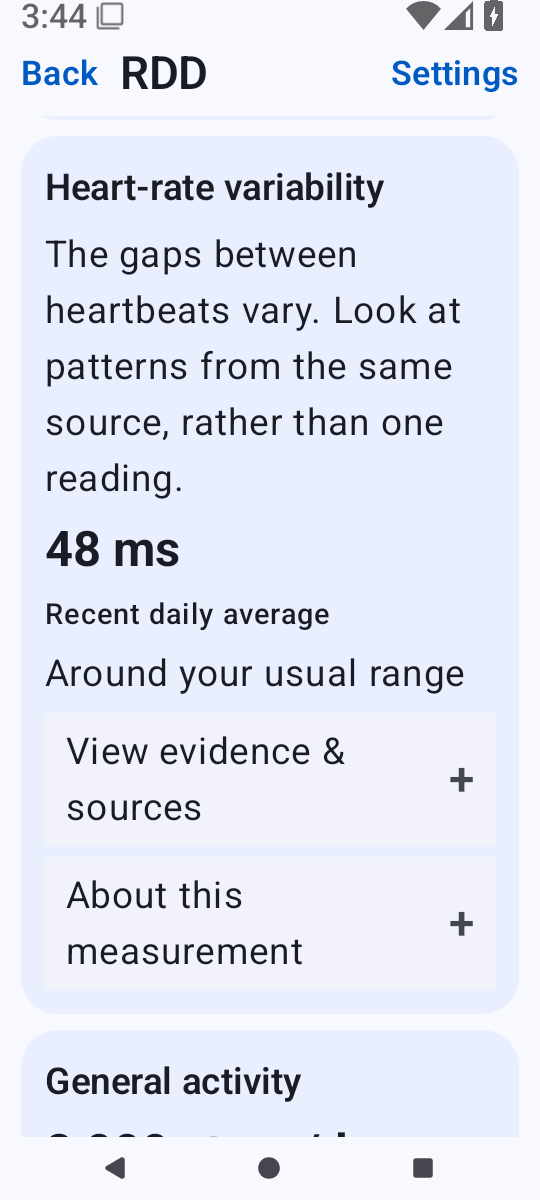 3:44
Back RDD Settings
Heart-rate variability
The gaps between
heartbeats vary. Look at
patterns from the same
source, rather than one
reading.
48 ms
Recent daily average
Around your usual range
View evidence &
sources
+
About this
measurement
+
General activity